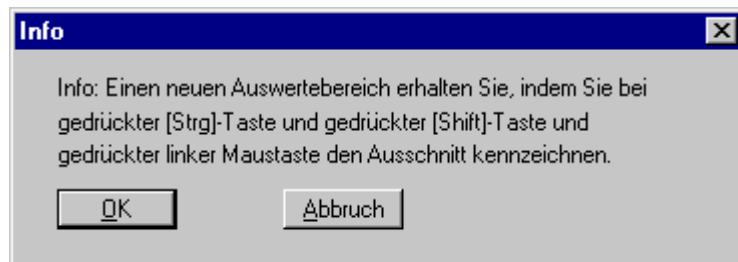 Info
Info: Einen neuen Auswertebereich erhalten Sie, indem Sie bei
gedrückter [Strg]-Taste und gedrückter [Shift]-Taste und
gedrückter linker Maustaste den Ausschnitt kennzeichnen.
OK Abbruch